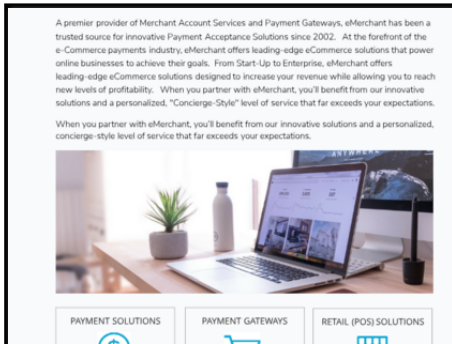 A premier provider of Merchant Account Services and Payment Gateways, eMerchant has been a
trusted source for innovative Payment Acceptance Solutions since 2002. At the forefront of the
e-Commerce payments industry, eMerchant offers leading-edge eCommerce solutions that power
online businesses to achieve their goals. From Start-Up to Enterprise, eMerchant offers
leading-edge eCommerce solutions designed to increase your revenue while allowing you to reach
new levels of profitability. When you partner with eMerchant, you'll benefit from our innovative
solutions and a personalized, "Concierge-Style" level of service that far exceeds your expectations.
When you partner with eMerchant, you'll benefit from our innovative solutions and a personalized,
concierge-style level of service that far exceeds your expectations.
ANYWHERE
PAYMENT SOLUTIONS
PAYMENT GATEWAYS
RETAIL (POS) SOLUTIONS